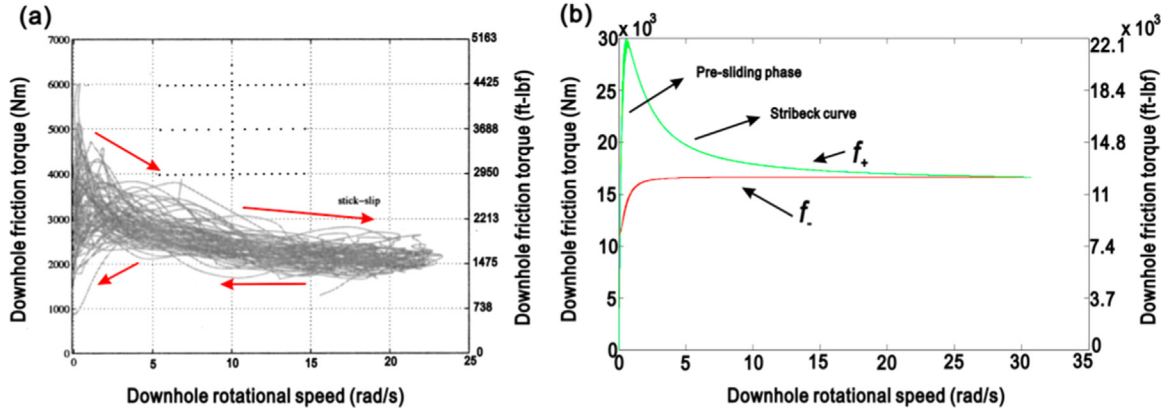 (a)
7000
6000
5000
4000
3000
2000
1000
0
5163
4425
3688
2950
2213
1475
738
0
0
5
10
15
20
25
stick-slip
Downhole friction torque (Nm)
Downhole friction torque (ft-lbf)
Downhole rotational speed (rad/s)
(b)
30 x 10³
25
20
15
10
5
0
x 10³
22.1
18.4
14.8
12.9
7.4
3.7
0
0
5
10
15
20
25
30
35
Pre-sliding phase
Stribeck curve
f+
f-
Downhole friction torque (Nm)
Downhole friction torque (ft-lbf)
Downhole rotational speed (rad/s)